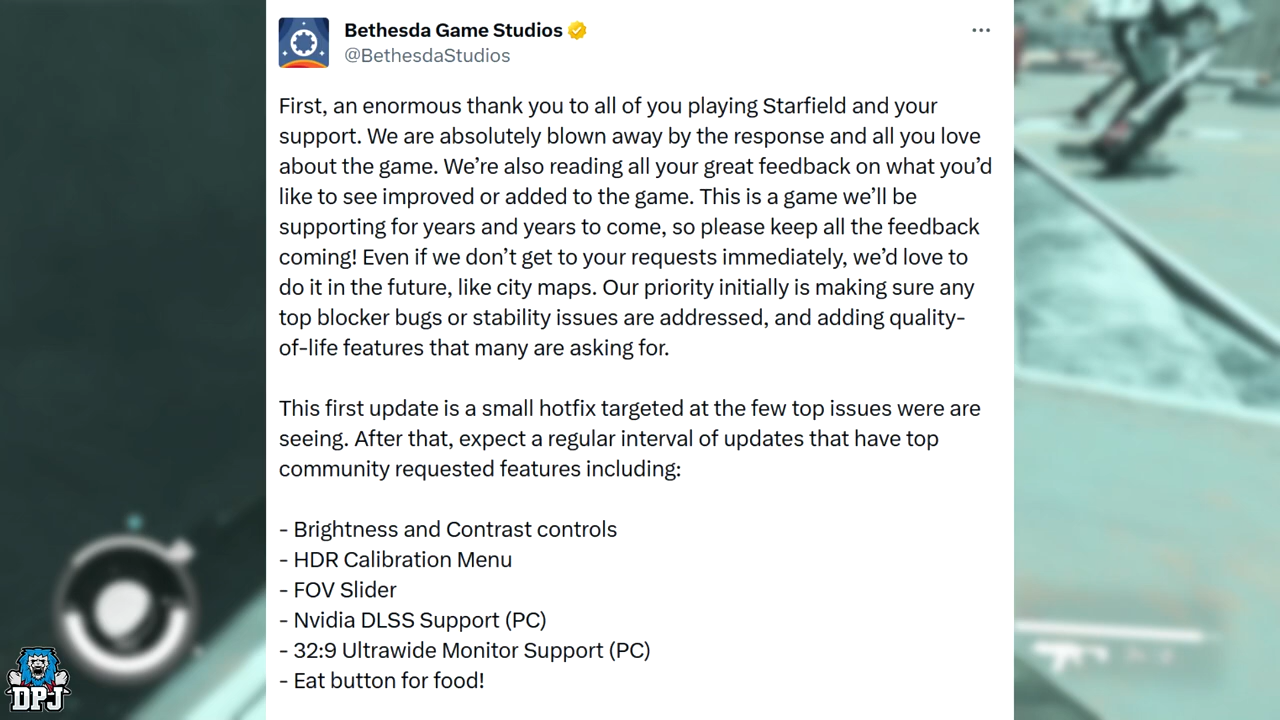 Bethesda Game Studios
@BethesdaStudios
First, an enormous thank you to all of you playing Starfield and your
support. We are absolutely blown away by the response and all you love
about the game. We’re also reading all your great feedback on what you’d
like to see improved or added to the game. This is a game we’ll be
supporting for years and years to come, so please keep all the feedback
coming! Even if we don’t get to your requests immediately, we’d love to
do it in the future, like city maps. Our priority initially is making sure any
top blocker bugs or stability issues are addressed, and adding quality-
of-life features that many are asking for.
This first update is a small hotfix targeted at the few top issues were are
seeing. After that, expect a regular interval of updates that have top
community requested features including:
- Brightness and Contrast controls
- HDR Calibration Menu
- FOV Slider
- Nvidia DLSS Support (PC)
- 32:9 Ultrawide Monitor Support (PC)
- Eat button for food!
DPJ